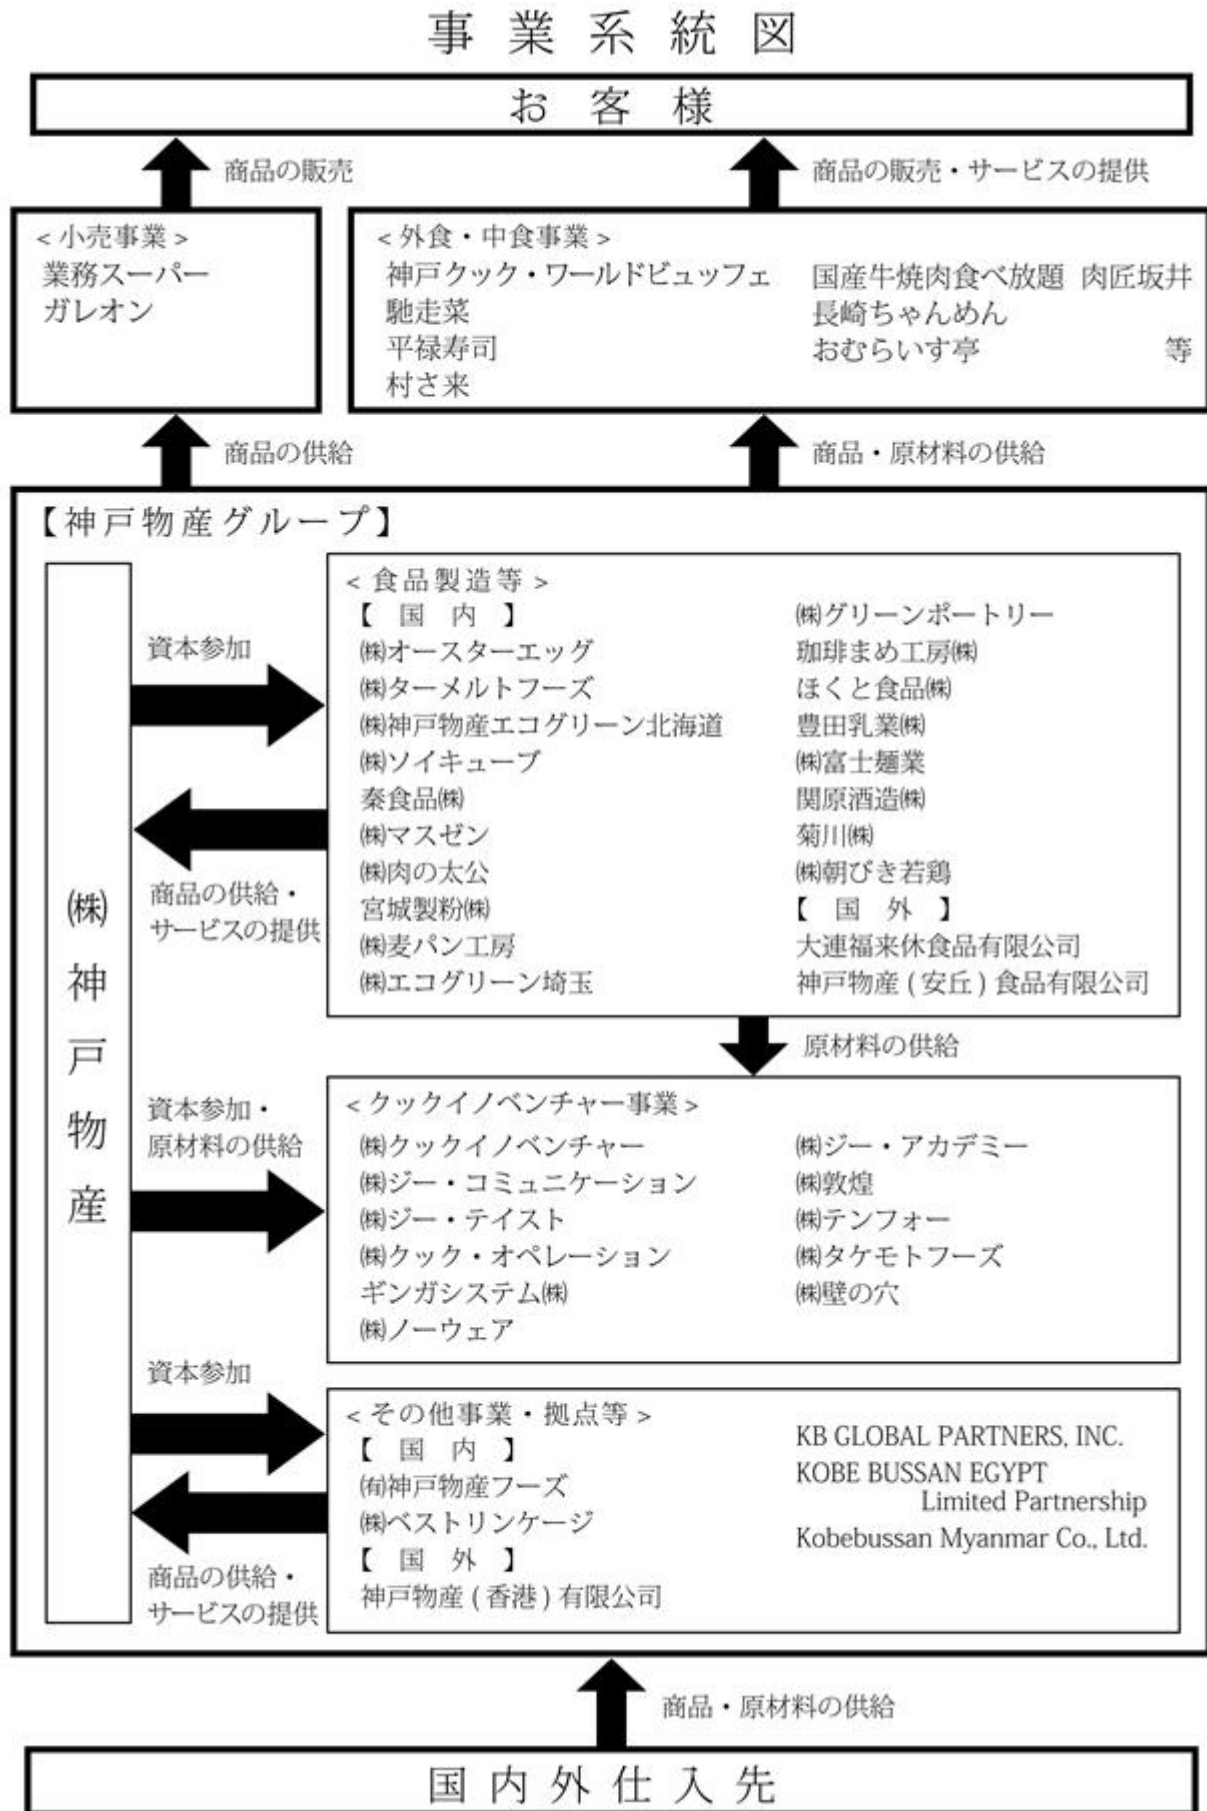 事業系統図
お客様
商品の販売
商品の販売・サービスの提供
<小売事業>
業務スーパー
ガレオン
<外食・中食事業>
神戸クック・ワールドビュッフェ
馳走菜
平禄寿司
村さ来
国産牛焼肉食べ放題 肉匠坂井
長崎ちゃんめん
おむらいす亭 等
商品の供給
商品・原材料の供給
【神戸物産グループ】
㈱神戸物産
資本参加
商品の供給・
サービスの提供
<食品製造等>
【国内】
㈱オースターエッグ
㈱ターメルトフーズ
㈱神戸物産エコグリーン北海道
㈱ソイキューブ
秦食品㈱
㈱マスゼン
㈱肉の太公
宮城製粉㈱
㈱麦パン工房
㈱エコグリーン埼玉
㈱グリーンポートリー
珈琲まめ工房㈱
ほくと食品㈱
豊田乳業㈱
㈱富士麺業
関原酒造㈱
菊川㈱
㈱朝びき若鶏
【国外】
大連福来休食品有限公司
神戸物産(安丘)食品有限公司
原材料の供給
資本参加・
原材料の供給
<クックイノベンチャー事業>
㈱クックイノベンチャー
㈱ジー・コミュニケーション
㈱ジー・テイスト
㈱クック・オペレーション
ギンガシステム㈱
㈱ノーウェア
㈱ジー・アカデミー
㈱敦煌
㈱テンフォー
㈱タケモトフーズ
㈱壁の穴
資本参加
商品の供給・
サービスの提供
<その他事業・拠点等>
【国内】
㈲神戸物産フーズ
㈱ベストリンケージ
【国外】
神戸物産(香港)有限公司
KB GLOBAL PARTNERS, INC.
KOBE BUSSAN EGYPT
Limited Partnership
Kobebussan Myanmar Co., Ltd.
商品・原材料の供給
国内外仕入先